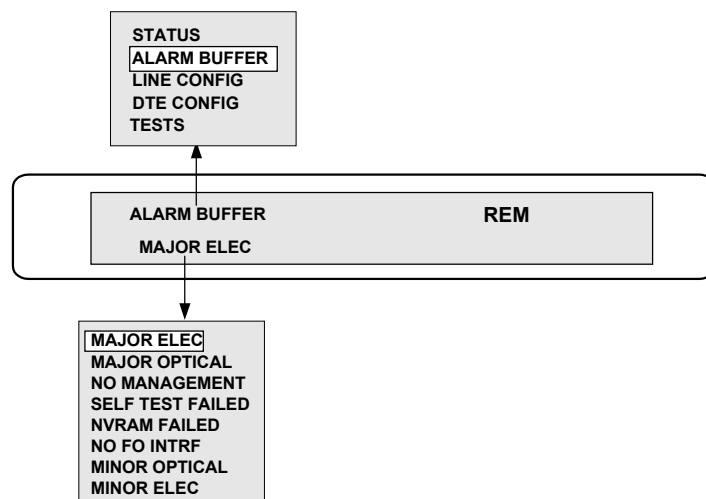 STATUS
ALARM BUFFER
LINE CONFIG
DTE CONFIG
TESTS
ALARM BUFFER REM
MAJOR ELEC
MAJOR ELEC
MAJOR OPTICAL
NO MANAGEMENT
SELF TEST FAILED
NVRAM FAILED
NO FO INTRF
MINOR OPTICAL
MINOR ELEC